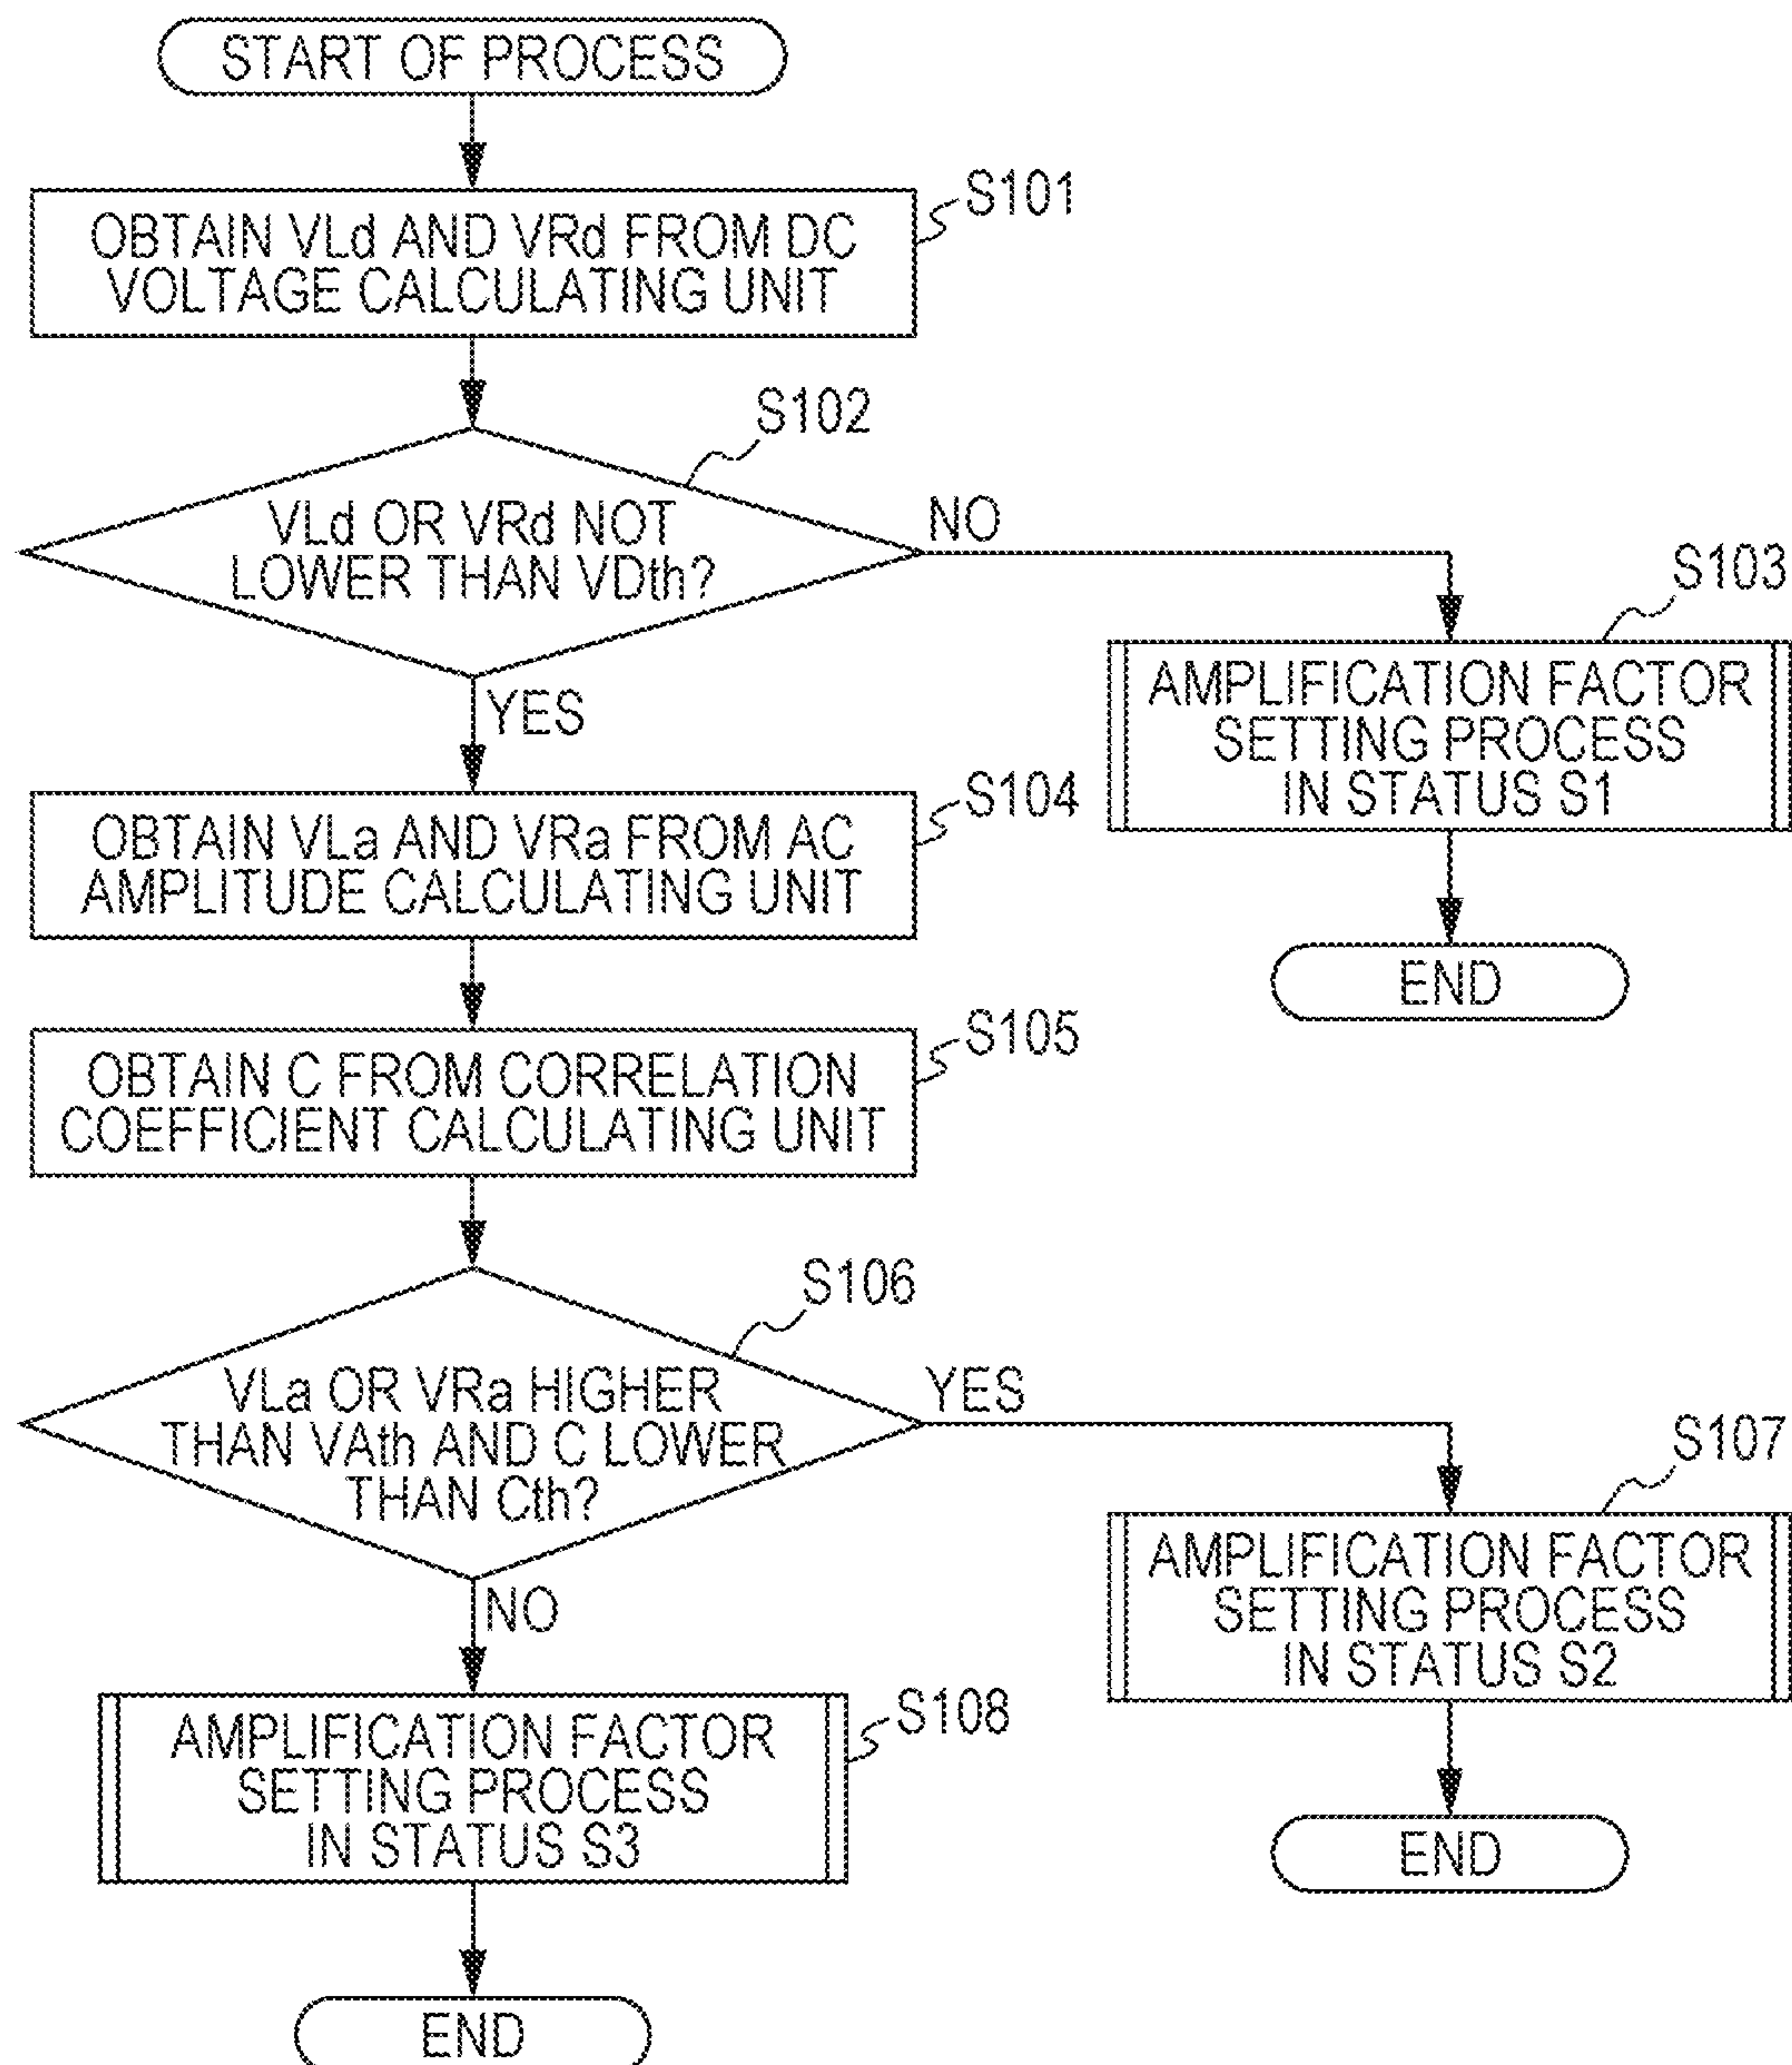 START OF PROCESS
S101
OBTAIN VLd AND VRd FROM DC
VOLTAGE CALCULATING UNIT
S102
VLd OR VRd NOT
LOWER THAN VDth?
NO
YES
S103
AMPLIFICATION FACTOR
SETTING PROCESS
IN STATUS S1
END
S104
OBTAIN VLa AND VRa FROM AC
AMPLITUDE CALCULATING UNIT
S105
OBTAIN C FROM CORRELATION
COEFFICIENT CALCULATING UNIT
S106
VLa OR VRa HIGHER
THAN VAth AND C LOWER
THAN Cth?
YES
NO
S107
AMPLIFICATION FACTOR
SETTING PROCESS
IN STATUS S2
END
S108
AMPLIFICATION FACTOR
SETTING PROCESS
IN STATUS S3
END